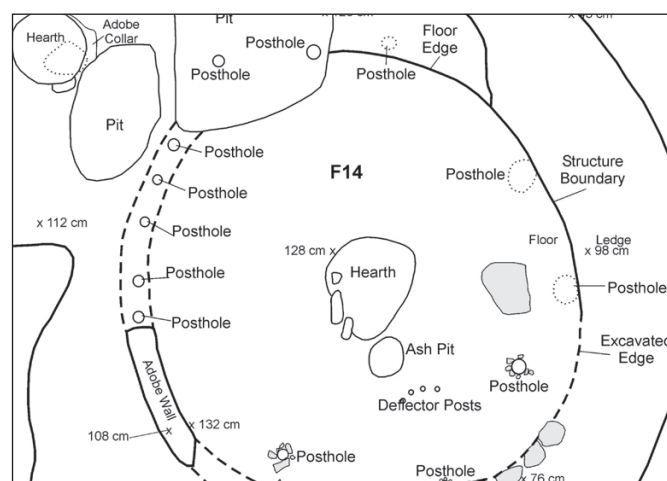 Pit
Adobe
Collar
Hearth
Posthole
Posthole
Floor
Edge
Posthole
Pit
Posthole
F14
Posthole
Structure
Boundary
Posthole
x 112 cm
Posthole
128 cm x
Floor
Ledge
x 98 cm
Hearth
Posthole
Posthole
Posthole
Ash Pit
Excavated
Edge
Posthole
Deflector Posts
Adobe Wall
x 132 cm
108 cm x
Posthole
Posthole
x 76 cm